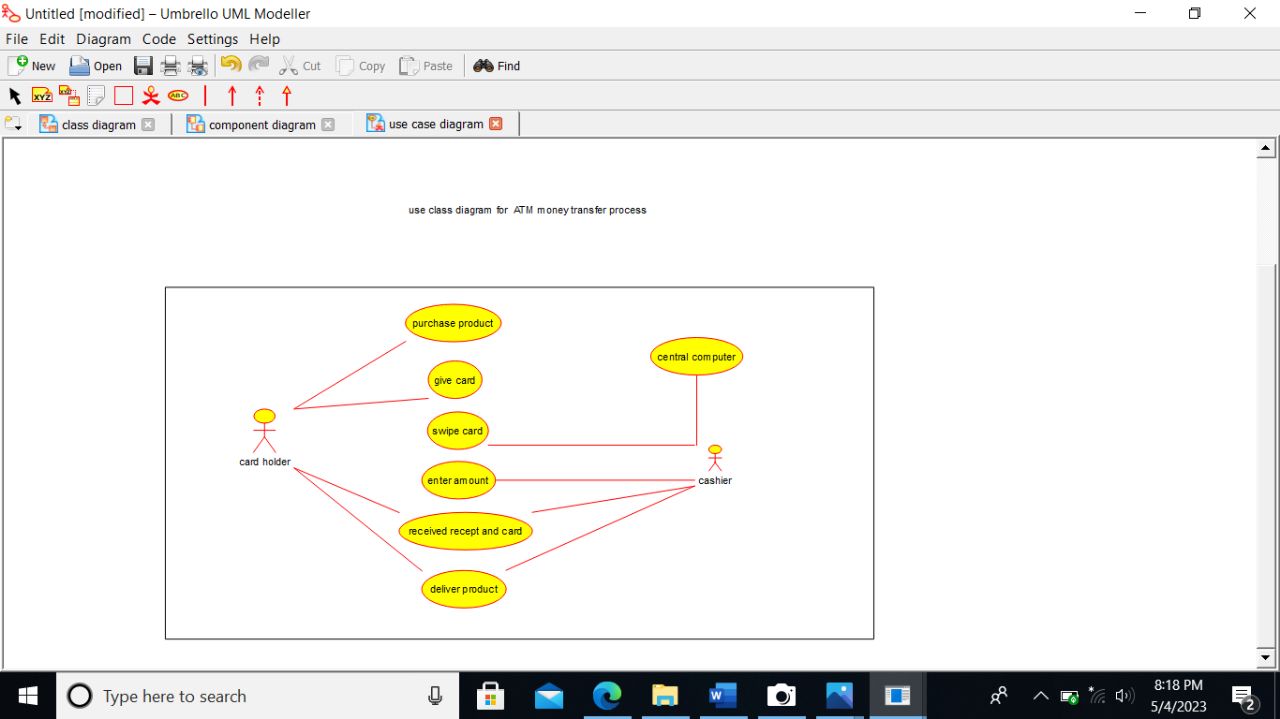 Untitled [modified] – Umbrello UML Modeller
File Edit Diagram Code Settings Help
New Open Cut Copy Paste Find
XYZ XYZ ABC
class diagram component diagram use case diagram
use class diagram for ATM money transfer process
purchase product
central computer
give card
swipe card
card holder
enter amount
cashier
received recept and card
deliver product
Type here to search
8:18 PM
5/4/2023
2